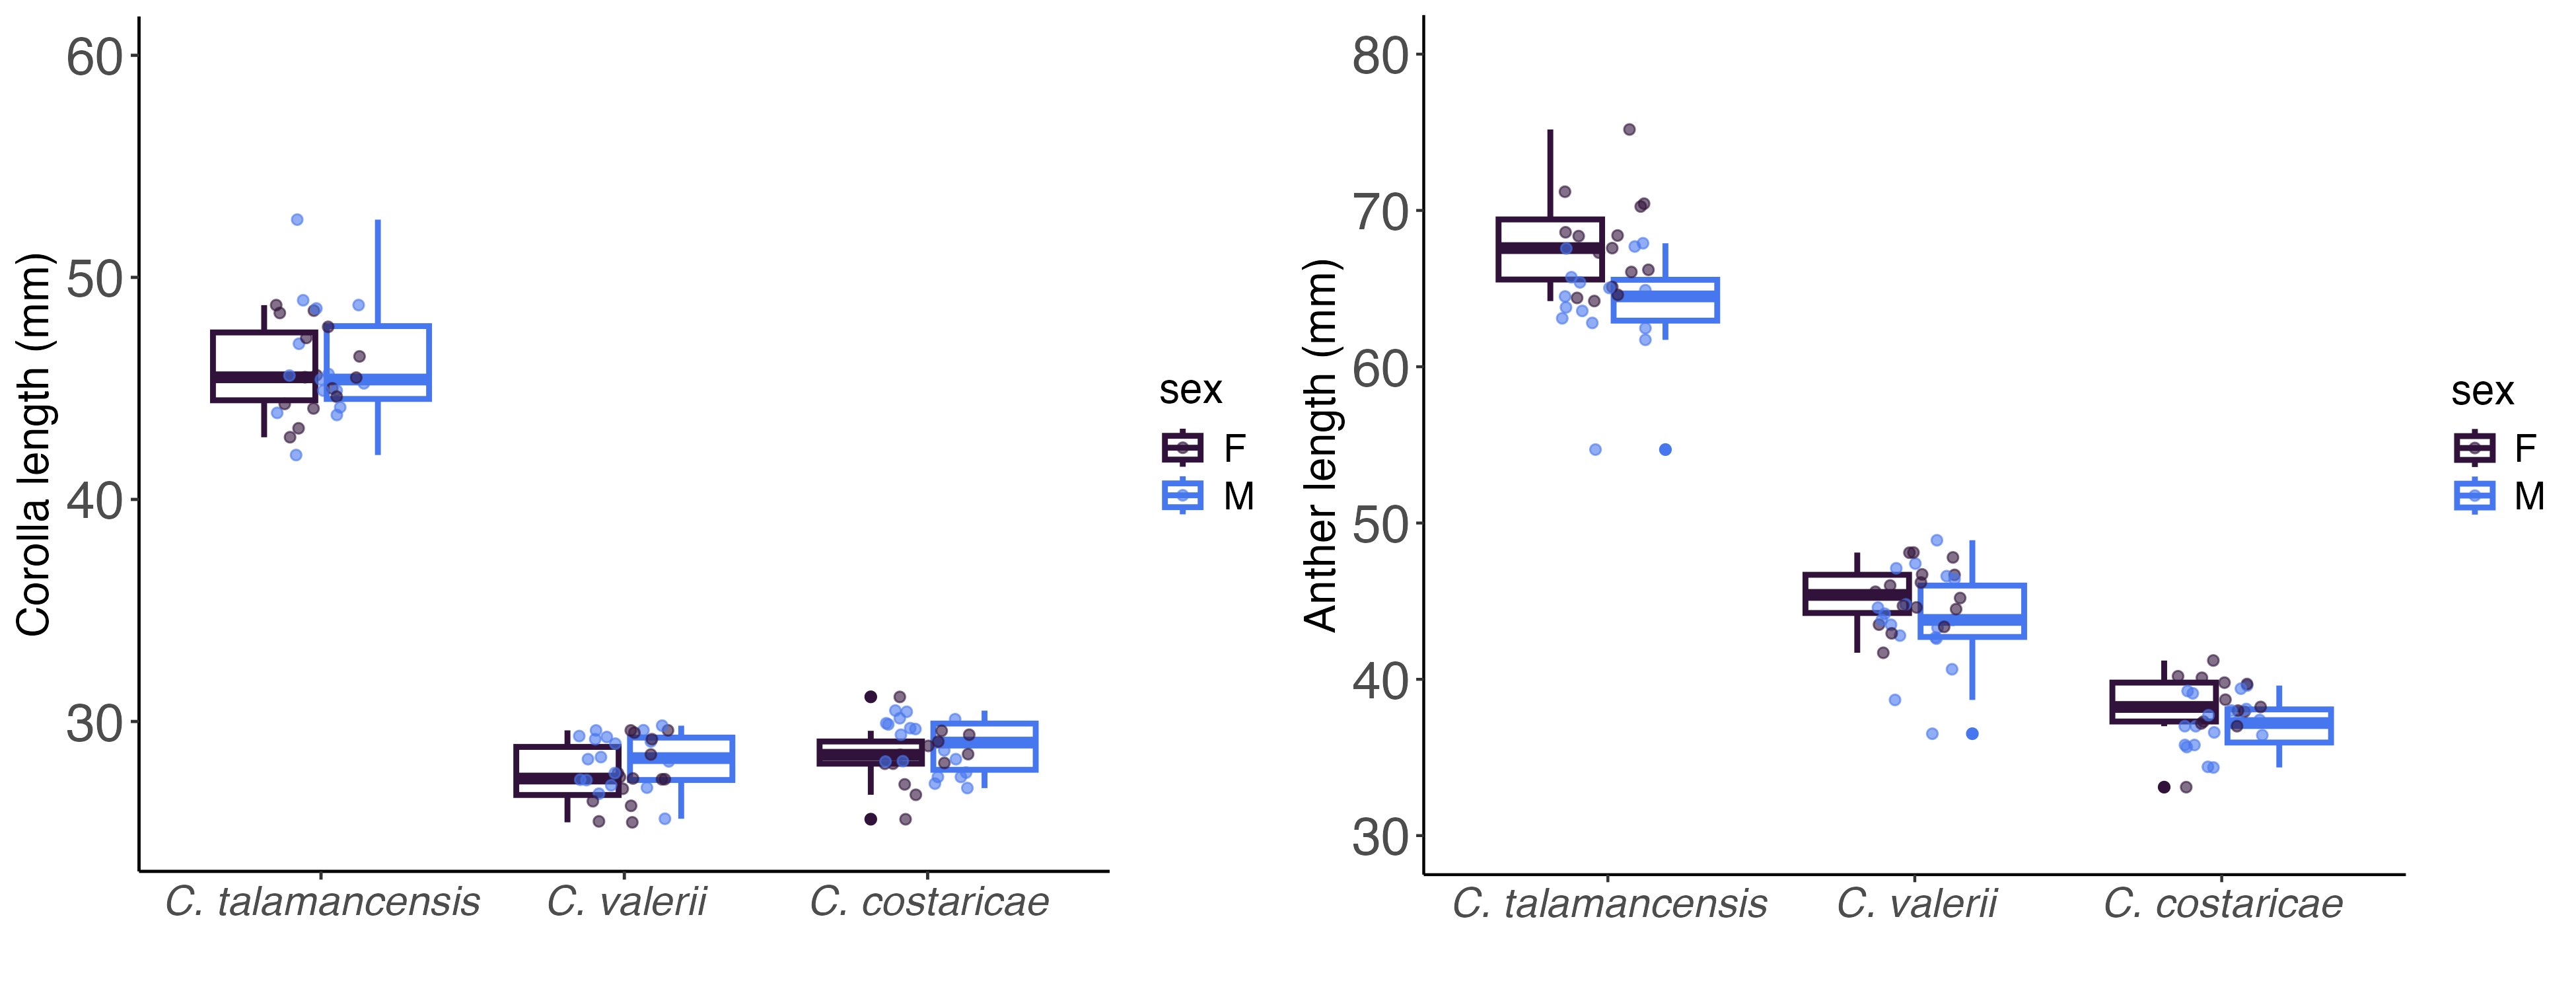 Corolla length (mm)
60
50
40
30
C. talamancensis
C. valerii
C. costaricae
sex
F
M
Anther length (mm)
80
70
60
50
40
30
C. talamancensis
C. valerii
C. costaricae
sex
F
M